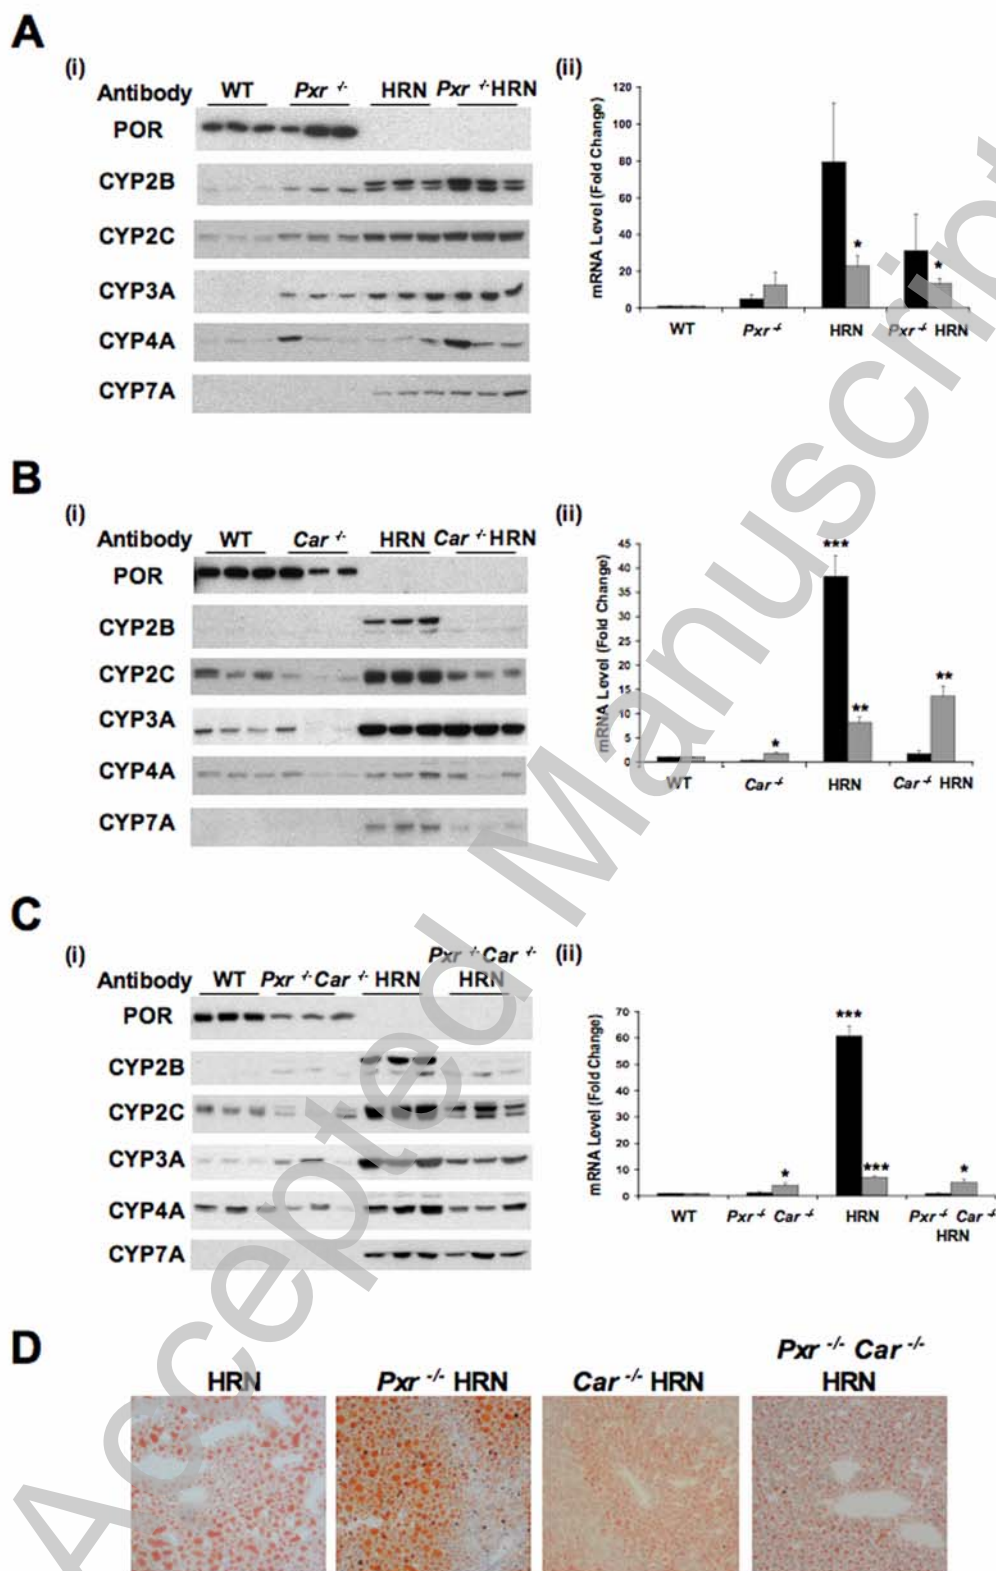 A
(i)
Antibody WT Pxr -/- HRN Pxr -/- HRN
POR
CYP2B
CYP2C
CYP3A
CYP4A
CYP7A
(ii)
mRNA Level (Fold Change)
120
100
80
60
40
20
0
*
*
WT Pxr -/- HRN Pxr -/- HRN
B
(i)
Antibody WT Car -/- HRN Car -/- HRN
POR
CYP2B
CYP2C
CYP3A
CYP4A
CYP7A
(ii)
mRNA Level (Fold Change)
45
40
35
30
25
20
15
10
5
0
*
***
**
**
WT Car -/- HRN Car -/- HRN
C
(i)
Pxr -/- Car -/-
Antibody WT Pxr -/- Car -/- HRN HRN
POR
CYP2B
CYP2C
CYP3A
CYP4A
CYP7A
(ii)
mRNA Level (Fold Change)
70
60
50
40
30
20
10
0
*
***
***
*
WT Pxr -/- Car -/- HRN Pxr -/- Car -/-
HRN
D
Pxr -/- Car -/-
HRN Pxr -/- HRN Car -/- HRN HRN
Accepted Manuscript